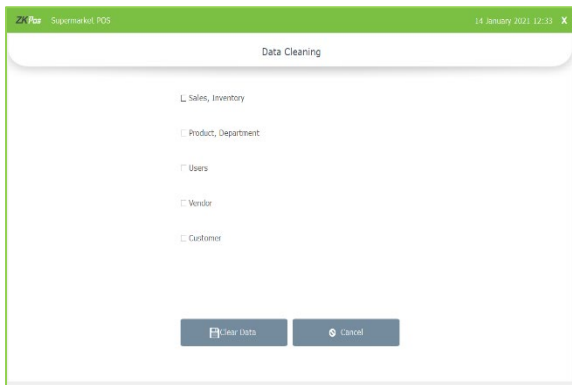 ZKPos Supermarket POS 14 January 2021 12:33 X
Data Cleaning
Sales, Inventory
Product, Department
Users
Vendor
Customer
Clear Data Cancel